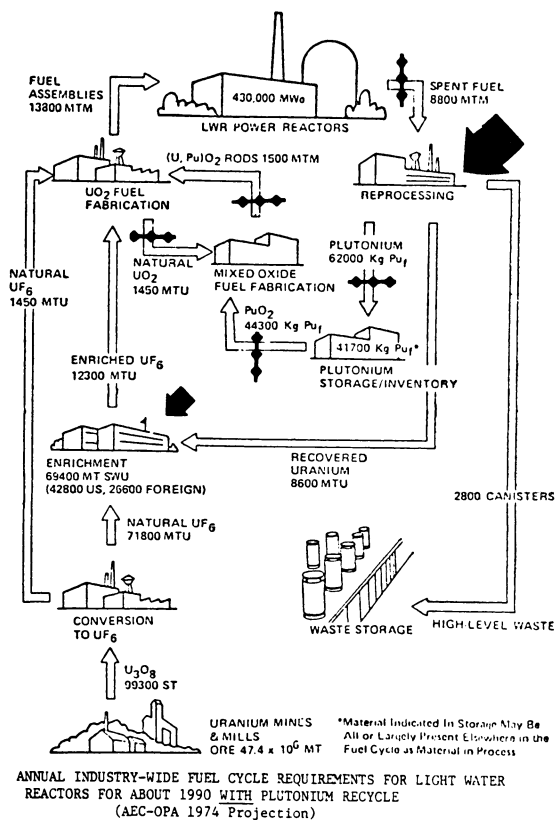 FUEL
ASSEMBLIES
13800 MTM
430,000 MWe
LWR POWER REACTORS
SPENT FUEL
8800 MTM
(U, Pu)O2 RODS 1500 MTM
UO2 FUEL
FABRICATION
REPROCESSING
NATURAL
UO2
1450 MTU
MIXED OXIDE
FUEL FABRICATION
PLUTONIUM
62000 Kg Puf
NATURAL
UF6
1450 MTU
PuO2
44300 Kg Puf
41700 Kg Puf*
PLUTONIUM
STORAGE/INVENTORY
ENRICHED UF6
12300 MTU
ENRICHMENT
69400 MT SWU
(42800 US, 26600 FOREIGN)
RECOVERED
URANIUM
8600 MTU
2800 CANISTERS
NATURAL UF6
71800 MTU
CONVERSION
TO UF6
WASTE STORAGE
HIGH-LEVEL WASTE
U3O8
99300 ST
URANIUM MINES
& MILLS
ORE 47.4 x 106 MT
*Material Indicated In Storage May Be
All or Largely Present Elsewhere in the
Fuel Cycle as Material in Process
ANNUAL INDUSTRY-WIDE FUEL CYCLE REQUIREMENTS FOR LIGHT WATER
REACTORS FOR ABOUT 1990 WITH PLUTONIUM RECYCLE
(AEC-OPA 1974 Projection)